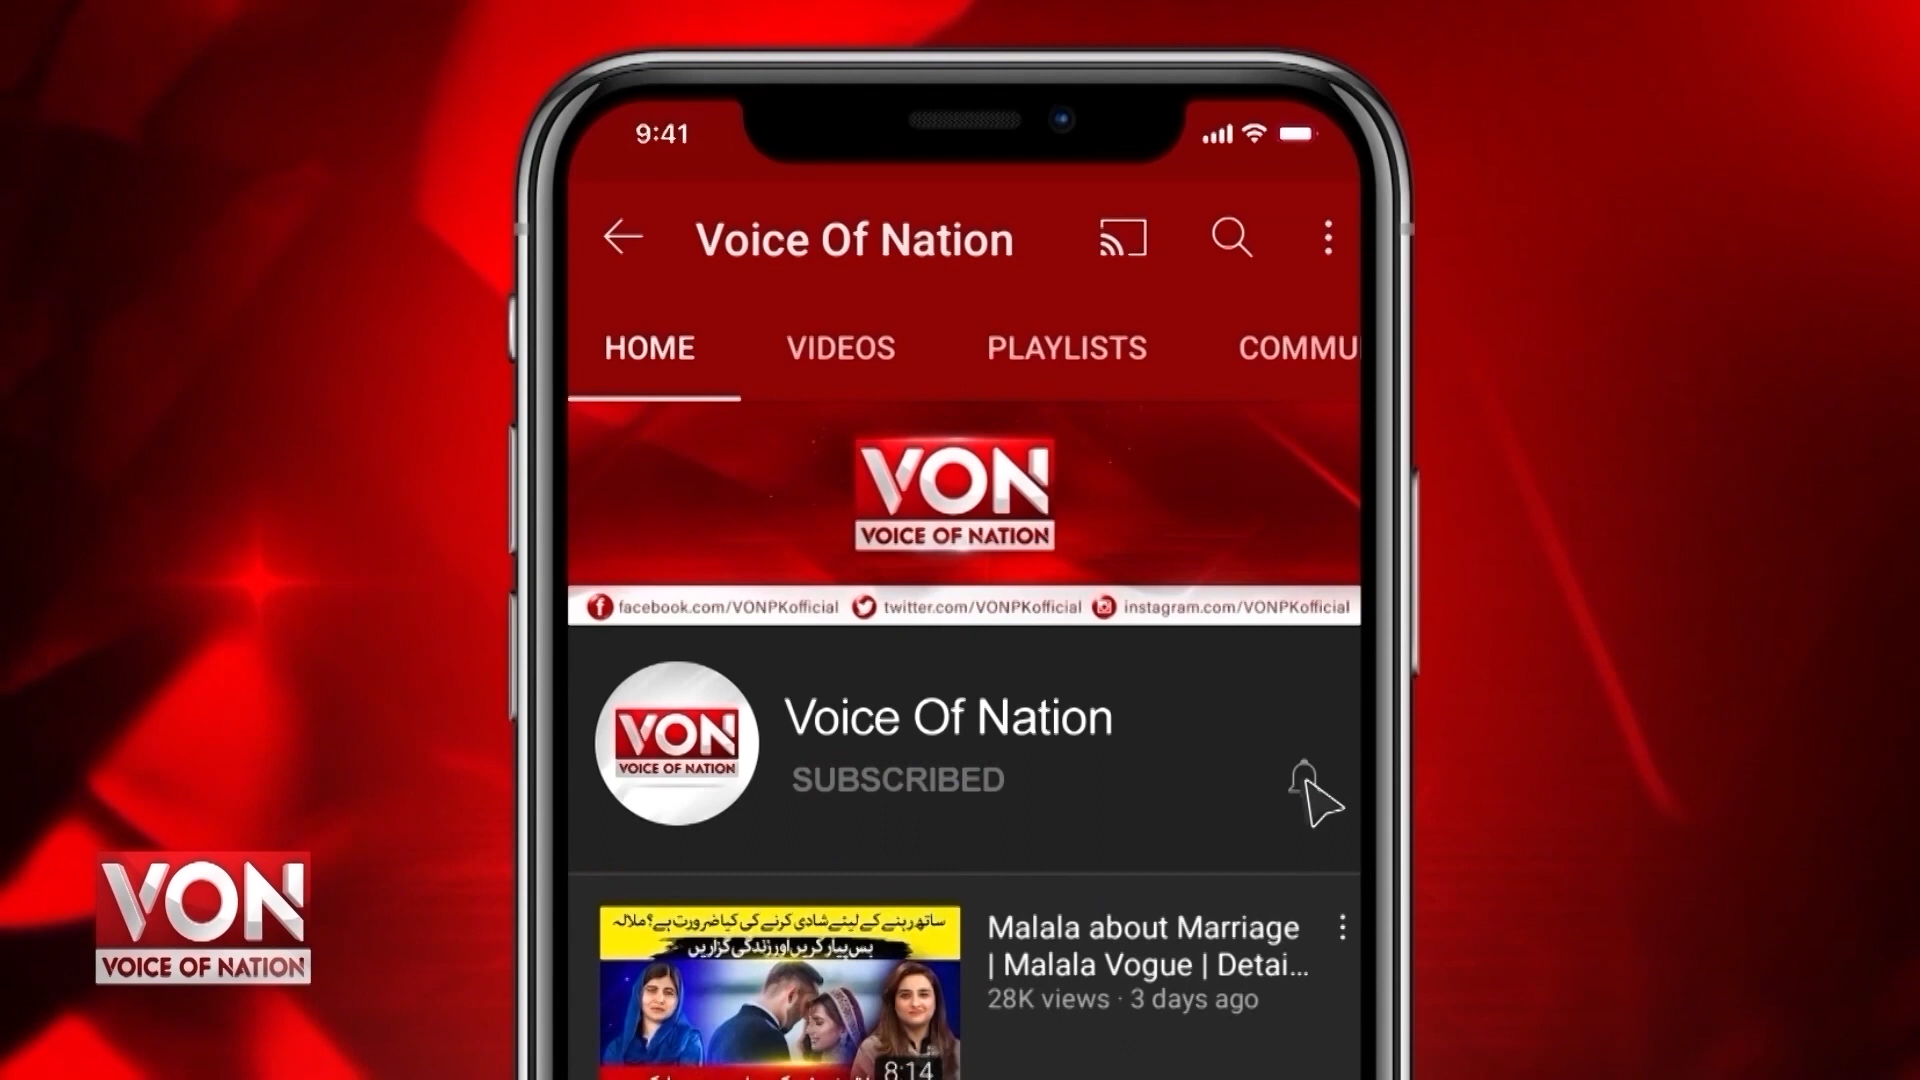 9:41
Voice Of Nation
HOME
VIDEOS
PLAYLISTS
COMMU
VON
VOICE OF NATION
facebook.com/VONPKofficial
twitter.com/VONPKofficial
instagram.com/VONPKofficial
VON
VOICE OF NATION
Voice Of Nation
SUBSCRIBED
ساتھ رہنے کے لیئے شادی کرنے کی کیا ضرورت ہے؟ ملالہ
بس پیار کریں اور زندگی گزاریں
8:14
Malala about Marriage
| Malala Vogue | Detai...
28K views · 3 days ago
VON
VOICE OF NATION